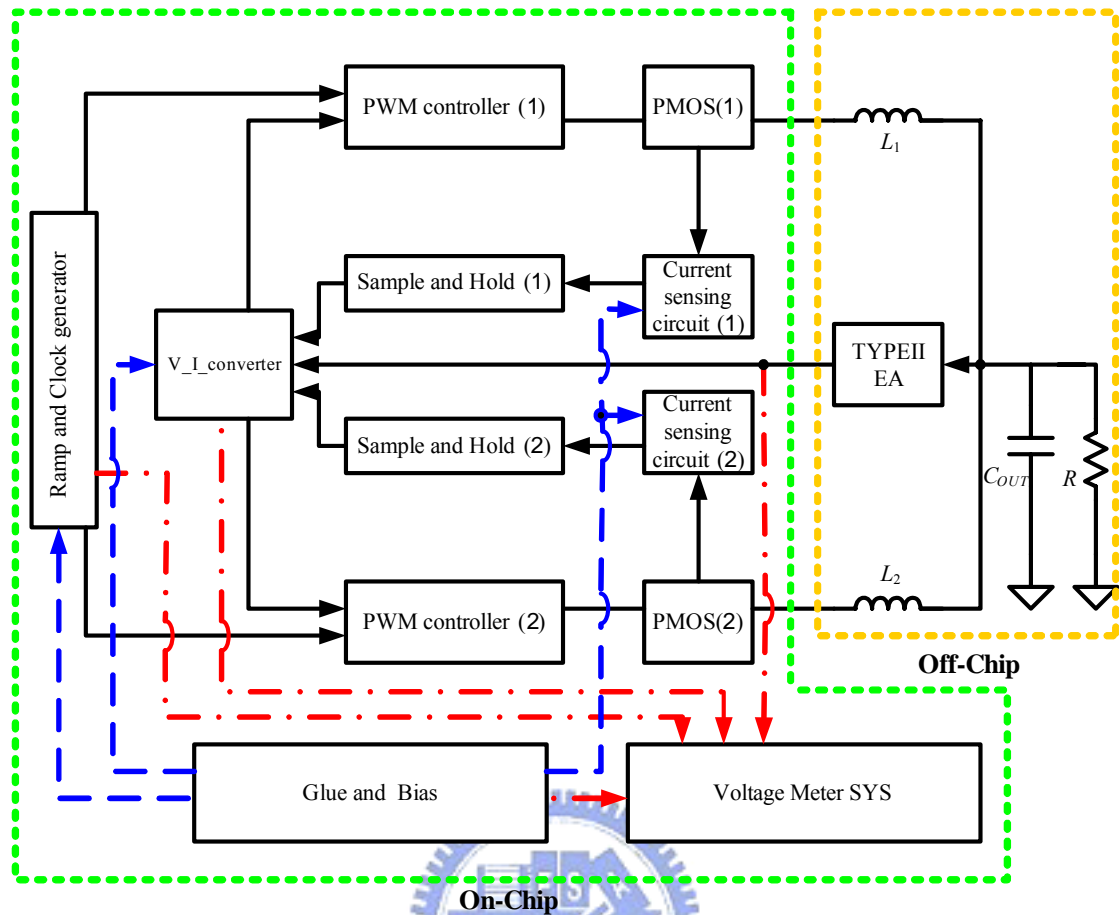 PWM controller (1)
PMOS(1)
L1
Ramp and Clock generator
Sample and Hold (1)
Current
sensing
circuit (1)
V_I_converter
TYPEII
EA
Sample and Hold (2)
Current
sensing
circuit (2)
COUT
R
L2
PWM controller (2)
PMOS(2)
Off-Chip
Glue and Bias
Voltage Meter SYS
On-Chip